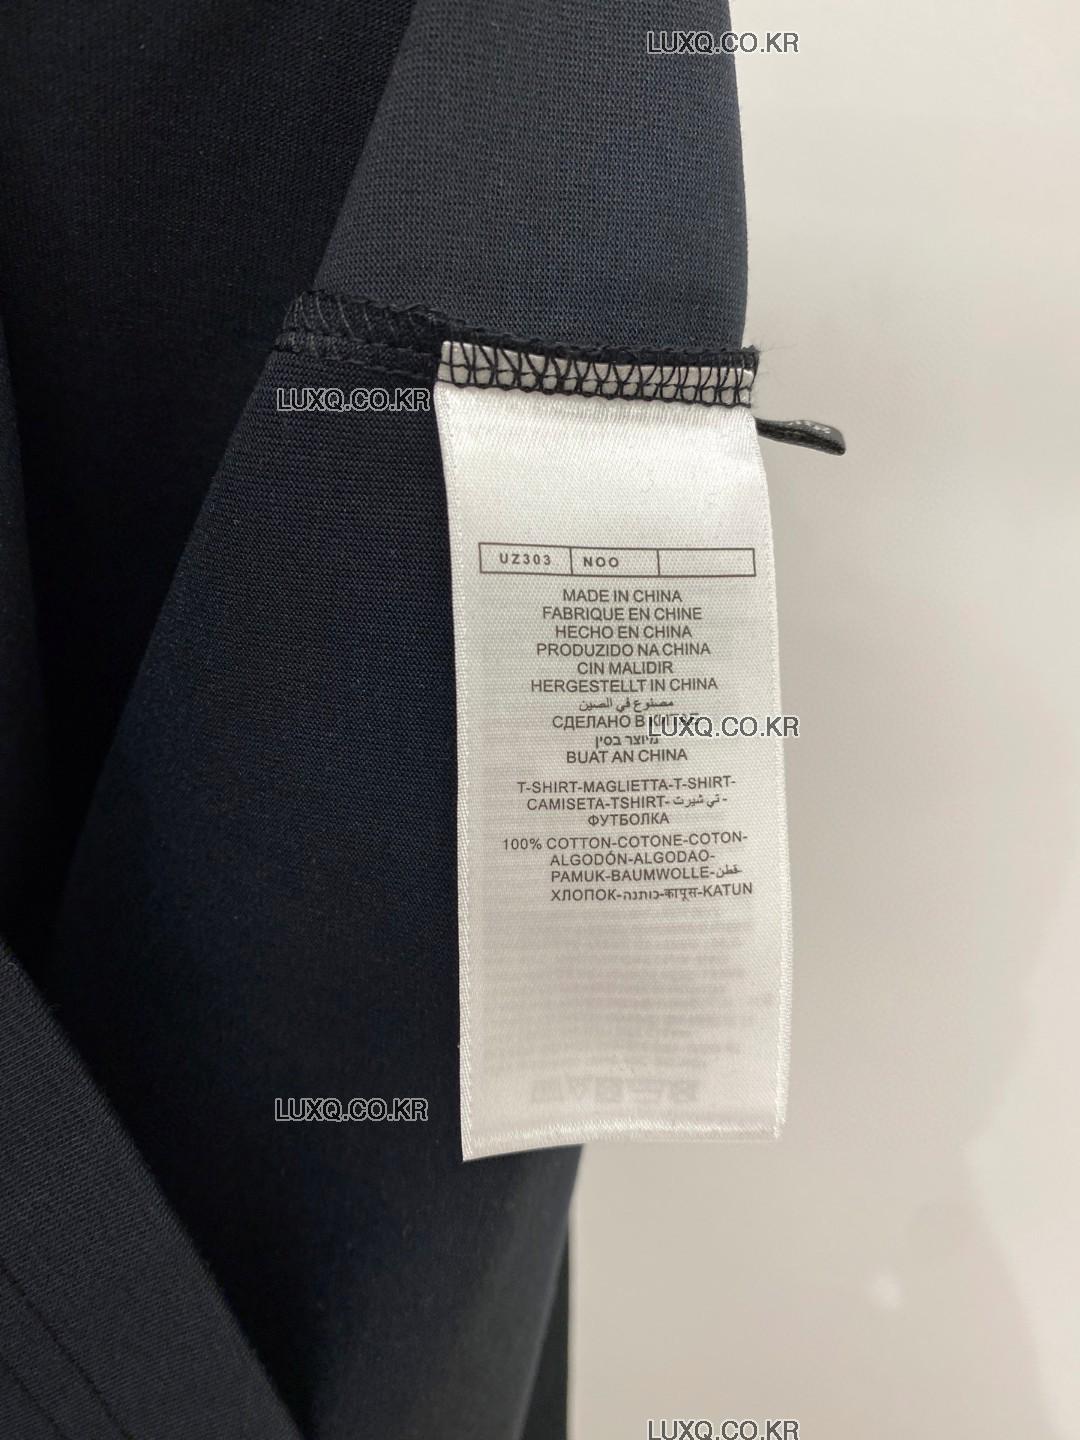 LUXQ.CO.KR
LUXQ.CO.KR
UZ303 NOO
MADE IN CHINA
FABRIQUE EN CHINE
HECHO EN CHINA
PRODUZIDO NA CHINA
CIN MALIDIR
HERGESTELLT IN CHINA
مصنوع في الصين
СДЕЛАНО В
LUXQ.CO.KR
מיוצר בסין
BUAT AN CHINA
T-SHIRT-MAGLIETTA-T-SHIRT-
CAMISETA-TSHIRT- تي شيرت -
ФУТБОЛКА
100% COTTON-COTONE-COTON-
ALGODÓN-ALGODAO-
PAMUK-BAUMWOLLE-قطن-
ХЛОПОК-כותנה-कापूस-KATUN
LUXQ.CO.KR
LUXQ.CO.KR